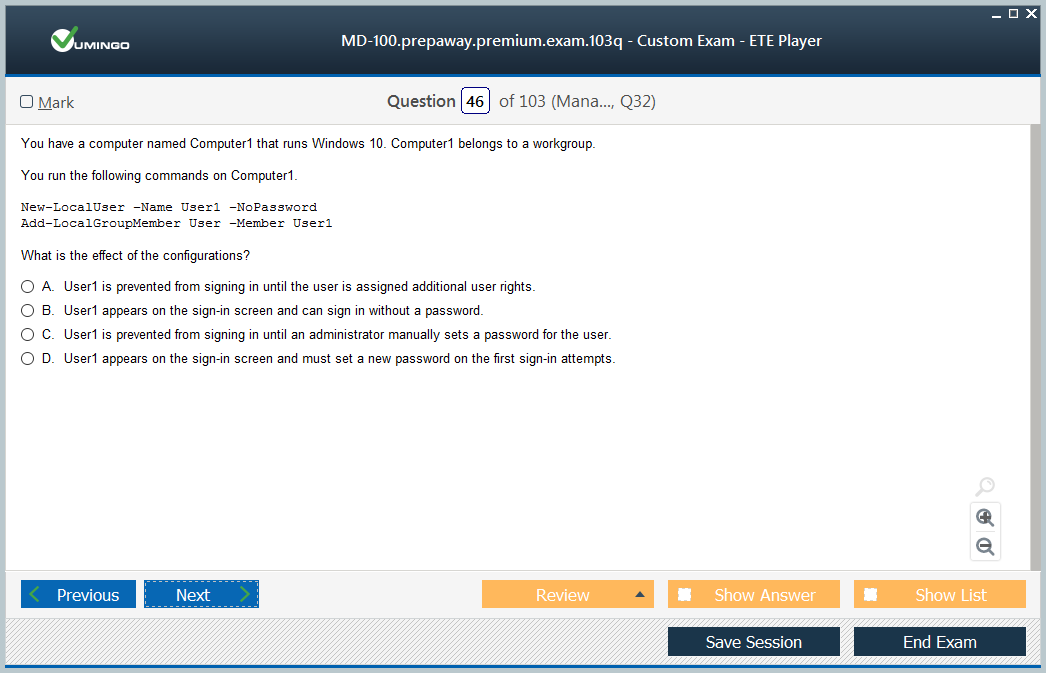 VUMINGO
MD-100.prepaway.premium.exam.103q - Custom Exam - ETE Player
Mark
Question 46 of 103 (Mana..., Q32)
You have a computer named Computer1 that runs Windows 10. Computer1 belongs to a workgroup.
You run the following commands on Computer1.
New-LocalUser -Name User1 -NoPassword
Add-LocalGroupMember User -Member User1
What is the effect of the configurations?
A. User1 is prevented from signing in until the user is assigned additional user rights.
B. User1 appears on the sign-in screen and can sign in without a password.
C. User1 is prevented from signing in until an administrator manually sets a password for the user.
D. User1 appears on the sign-in screen and must set a new password on the first sign-in attempts.
Previous Next Review Show Answer Show List
Save Session End Exam